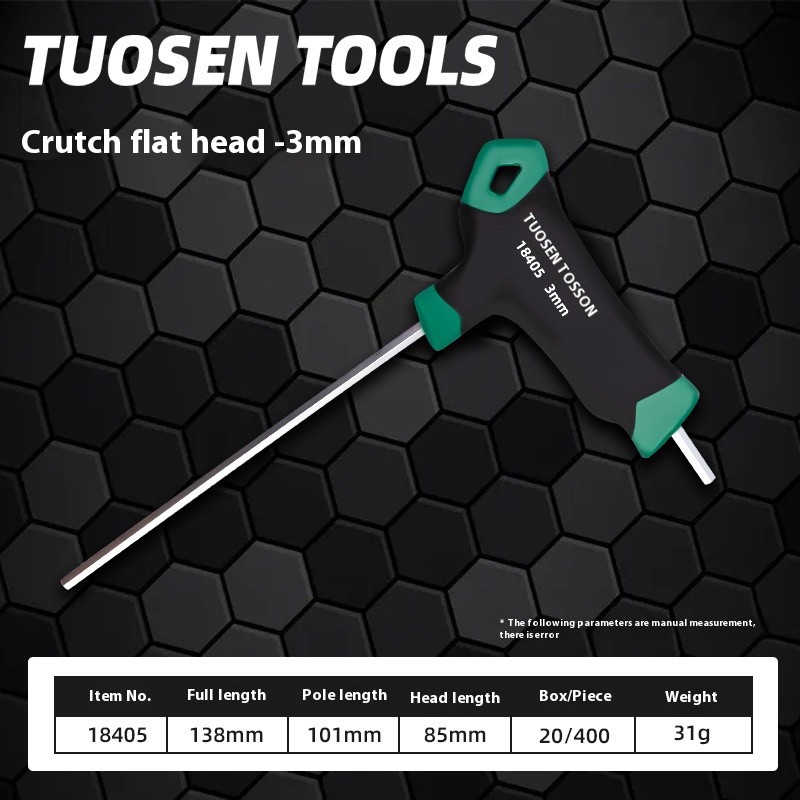 TUOSEN TOOLS
Crutch flat head -3mm
TUOSEN TOSSON
18405 3mm
* The following parameters are manual measurement,
there is error
Item No. Full length Pole length Head length Box/Piece Weight
18405 138mm 101mm 85mm 20/400 31g